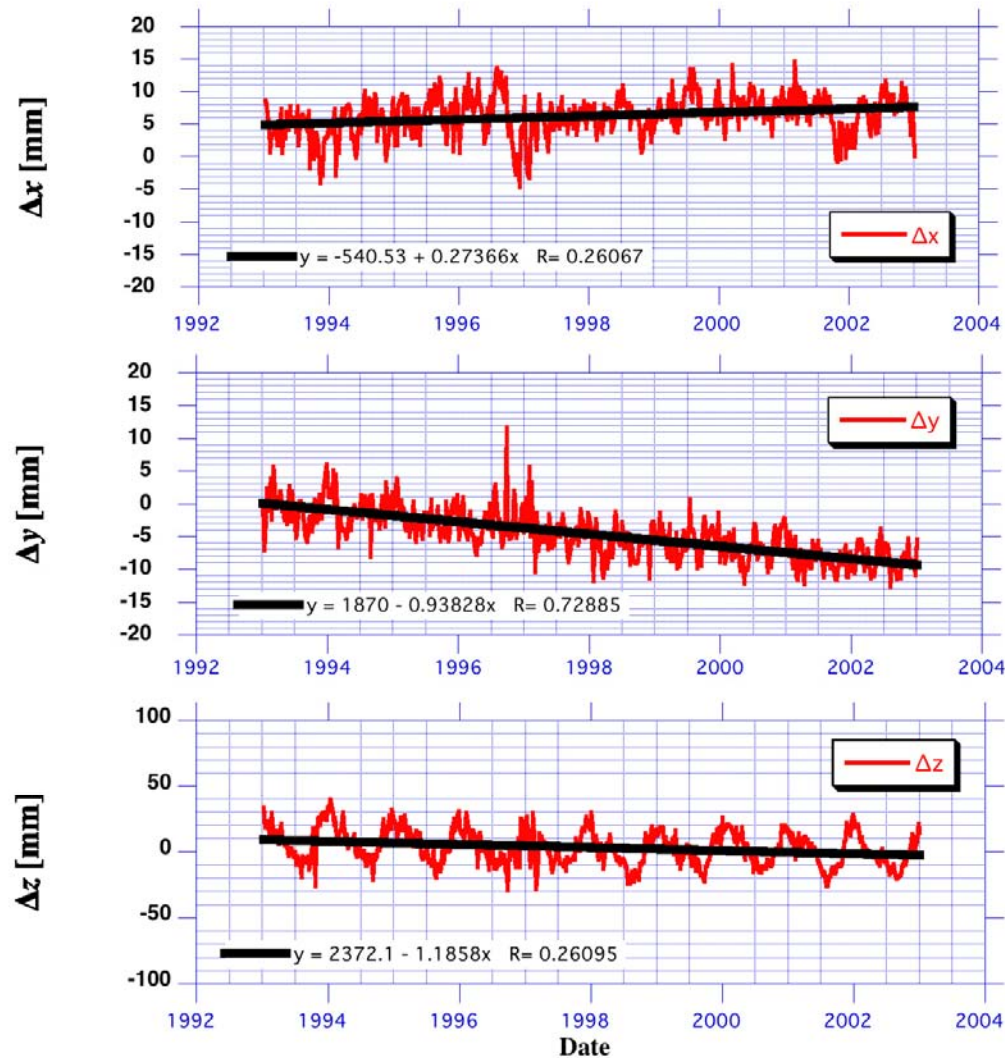 20
15
10
5
0
-5
-10
-15
-20
Δx [mm]
Δx
y = -540.53 + 0.27366x R= 0.26067
1992 1994 1996 1998 2000 2002 2004
20
15
10
5
0
-5
-10
-15
-20
Δy [mm]
Δy
y = 1870 - 0.93828x R= 0.72885
1992 1994 1996 1998 2000 2002 2004
100
50
0
-50
-100
Δz [mm]
Δz
y = 2372.1 - 1.1858x R= 0.26095
1992 1994 1996 1998 2000 2002 2004
Date